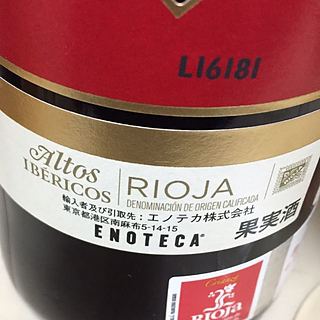 L16181
Altos
IBÉRICOS
RIOJA
DENOMINACIÓN DE ORIGEN CALIFICADA
輸入者及び引取先：エノテカ株式会社
東京都港区南麻布5-14-15
果実酒
ENOTECA
Crianza
RIOJA